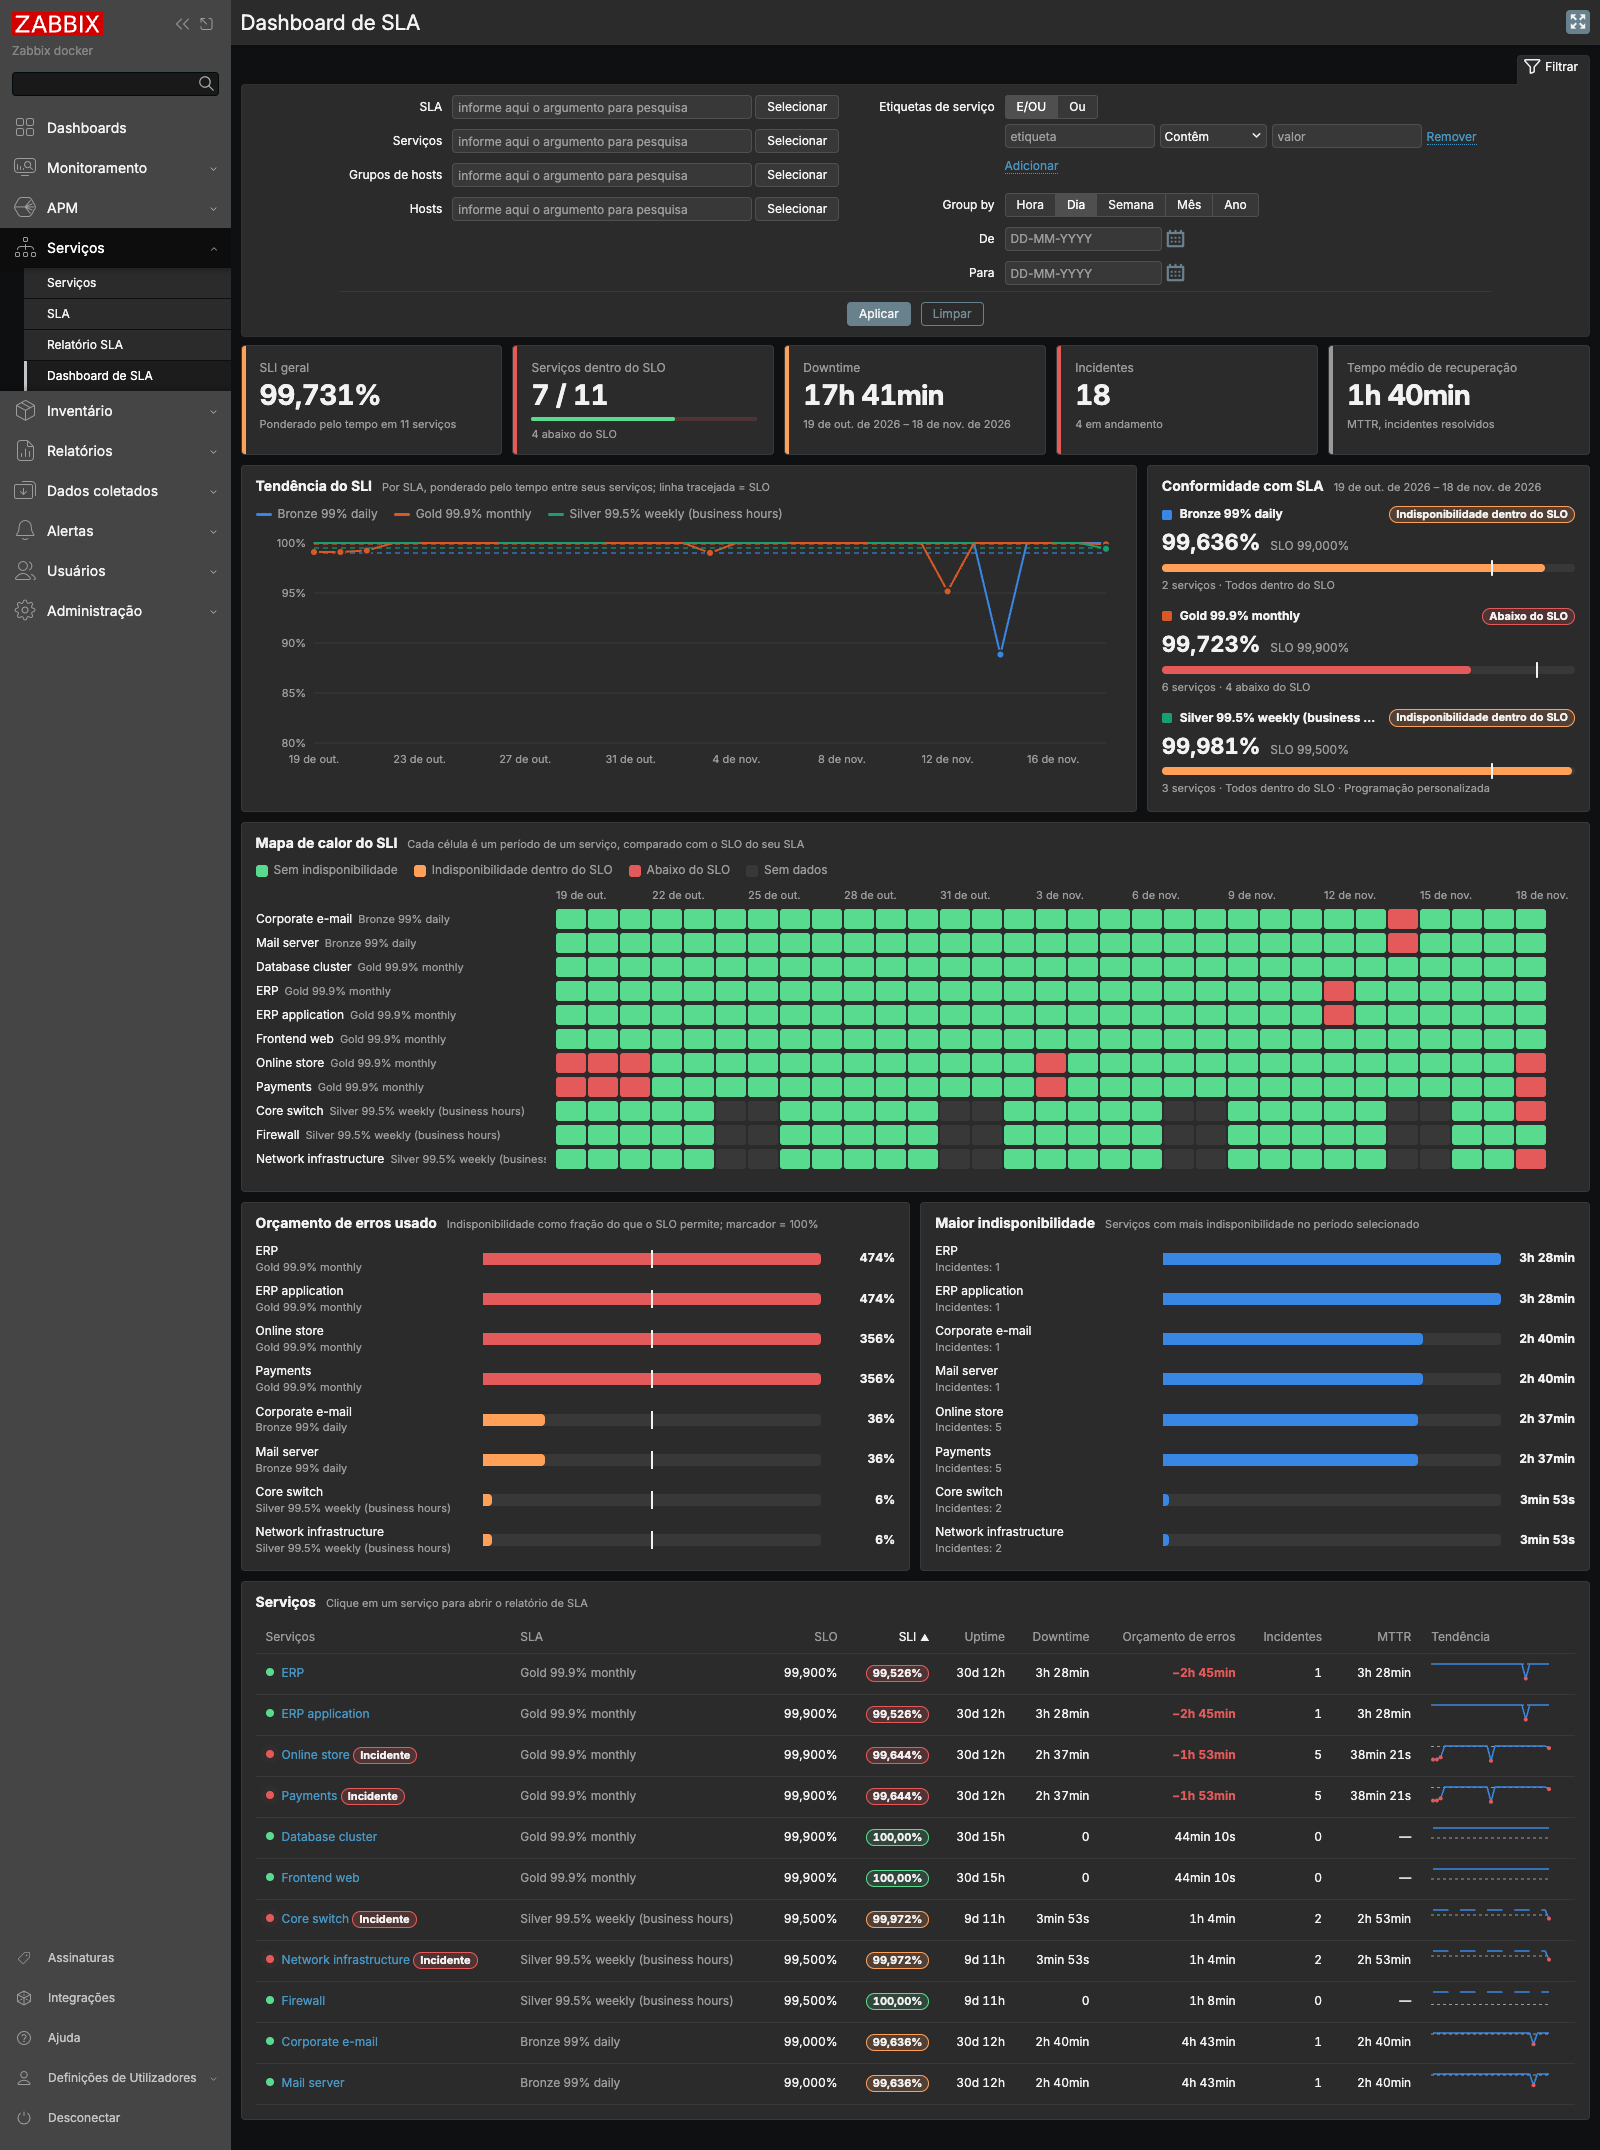 ZABBIX
Zabbix docker
Dashboards
Monitoramento
APM
Serviços
Serviços
SLA
Relatório SLA
Dashboard de SLA
Inventário
Relatórios
Dados coletados
Alertas
Usuários
Administração
Assinaturas
Integrações
Ajuda
Definições de Utilizadores
Desconectar
Dashboard de SLA
Filtrar
SLA informe aqui o argumento para pesquisa Selecionar
Serviços informe aqui o argumento para pesquisa Selecionar
Grupos de hosts informe aqui o argumento para pesquisa Selecionar
Hosts informe aqui o argumento para pesquisa Selecionar
Etiquetas de serviço E/OU Ou
etiqueta Contêm valor Remover
Adicionar
Group by Hora Dia Semana Mês Ano
De DD-MM-YYYY
Para DD-MM-YYYY
Aplicar Limpar
SLI geral
99,731%
Ponderado pelo tempo em 11 serviços
Serviços dentro do SLO
7 / 11
4 abaixo do SLO
Downtime
17h 41min
19 de out. de 2026 – 18 de nov. de 2026
Incidentes
18
4 em andamento
Tempo médio de recuperação
1h 40min
MTTR, incidentes resolvidos
Tendência do SLI Por SLA, ponderado pelo tempo entre seus serviços; linha tracejada = SLO
Bronze 99% daily Gold 99.9% monthly Silver 99.5% weekly (business hours)
100%
95%
90%
85%
80%
19 de out. 23 de out. 27 de out. 31 de out. 4 de nov. 8 de nov. 12 de nov. 16 de nov.
Conformidade com SLA 19 de out. de 2026 – 18 de nov. de 2026
Bronze 99% daily Indisponibilidade dentro do SLO
99,636% SLO 99,000%
2 serviços · Todos dentro do SLO
Gold 99.9% monthly Abaixo do SLO
99,723% SLO 99,900%
6 serviços · 4 abaixo do SLO
Silver 99.5% weekly (business ... Indisponibilidade dentro do SLO
99,981% SLO 99,500%
3 serviços · Todos dentro do SLO · Programação personalizada
Mapa de calor do SLI Cada célula é um período de um serviço, comparado com o SLO do seu SLA
Sem indisponibilidade Indisponibilidade dentro do SLO Abaixo do SLO Sem dados
19 de out. 22 de out. 25 de out. 28 de out. 31 de out. 3 de nov. 6 de nov. 9 de nov. 12 de nov. 15 de nov. 18 de nov.
Corporate e-mail Bronze 99% daily
Mail server Bronze 99% daily
Database cluster Gold 99.9% monthly
ERP Gold 99.9% monthly
ERP application Gold 99.9% monthly
Frontend web Gold 99.9% monthly
Online store Gold 99.9% monthly
Payments Gold 99.9% monthly
Core switch Silver 99.5% weekly (business hours)
Firewall Silver 99.5% weekly (business hours)
Network infrastructure Silver 99.5% weekly (business
Orçamento de erros usado Indisponibilidade como fração do que o SLO permite; marcador = 100%
ERP
Gold 99.9% monthly 474%
ERP application
Gold 99.9% monthly 474%
Online store
Gold 99.9% monthly 356%
Payments
Gold 99.9% monthly 356%
Corporate e-mail
Bronze 99% daily 36%
Mail server
Bronze 99% daily 36%
Core switch
Silver 99.5% weekly (business hours) 6%
Network infrastructure
Silver 99.5% weekly (business hours) 6%
Maior indisponibilidade Serviços com mais indisponibilidade no período selecionado
ERP
Incidentes: 1 3h 28min
ERP application
Incidentes: 1 3h 28min
Corporate e-mail
Incidentes: 1 2h 40min
Mail server
Incidentes: 1 2h 40min
Online store
Incidentes: 5 2h 37min
Payments
Incidentes: 5 2h 37min
Core switch
Incidentes: 2 3min 53s
Network infrastructure
Incidentes: 2 3min 53s
Serviços Clique em um serviço para abrir o relatório de SLA
Serviços SLA SLO SLI ▲ Uptime Downtime Orçamento de erros Incidentes MTTR Tendência
ERP Gold 99.9% monthly 99,900% 99,526% 30d 12h 3h 28min −2h 45min 1 3h 28min
ERP application Gold 99.9% monthly 99,900% 99,526% 30d 12h 3h 28min −2h 45min 1 3h 28min
Online store Incidente Gold 99.9% monthly 99,900% 99,644% 30d 12h 2h 37min −1h 53min 5 38min 21s
Payments Incidente Gold 99.9% monthly 99,900% 99,644% 30d 12h 2h 37min −1h 53min 5 38min 21s
Database cluster Gold 99.9% monthly 99,900% 100,00% 30d 15h 0 44min 10s 0 —
Frontend web Gold 99.9% monthly 99,900% 100,00% 30d 15h 0 44min 10s 0 —
Core switch Incidente Silver 99.5% weekly (business hours) 99,500% 99,972% 9d 11h 3min 53s 1h 4min 2 2h 53min
Network infrastructure Incidente Silver 99.5% weekly (business hours) 99,500% 99,972% 9d 11h 3min 53s 1h 4min 2 2h 53min
Firewall Silver 99.5% weekly (business hours) 99,500% 100,00% 9d 11h 0 1h 8min 0 —
Corporate e-mail Bronze 99% daily 99,000% 99,636% 30d 12h 2h 40min 4h 43min 1 2h 40min
Mail server Bronze 99% daily 99,000% 99,636% 30d 12h 2h 40min 4h 43min 1 2h 40min